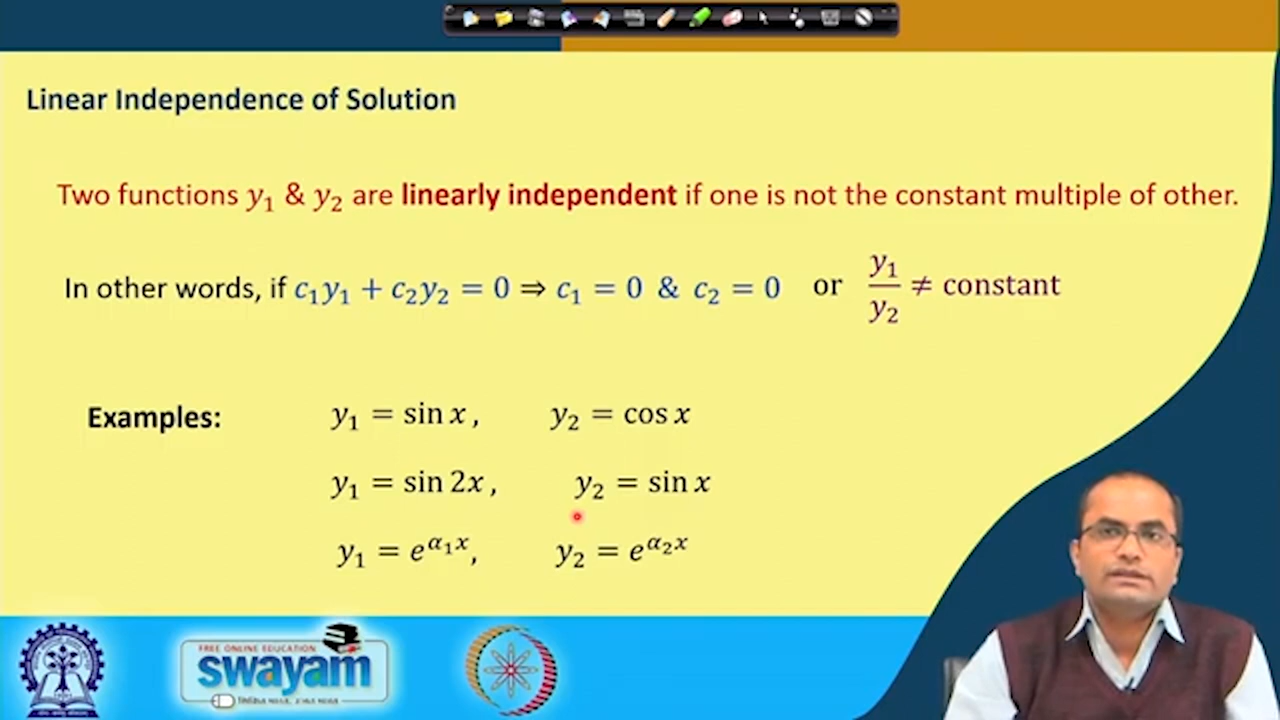 Linear Independence of Solution
Two functions y₁ & y₂ are linearly independent if one is not the constant multiple of other.
In other words, if c₁y₁ + c₂y₂ = 0 ⇒ c₁ = 0 & c₂ = 0 or y₁/y₂ ≠ constant
Examples: y₁ = sin x , y₂ = cos x
y₁ = sin 2x , y₂ = sin x
y₁ = e^{α₁x}, y₂ = e^{α₂x}
FREE ONLINE EDUCATION
swayam